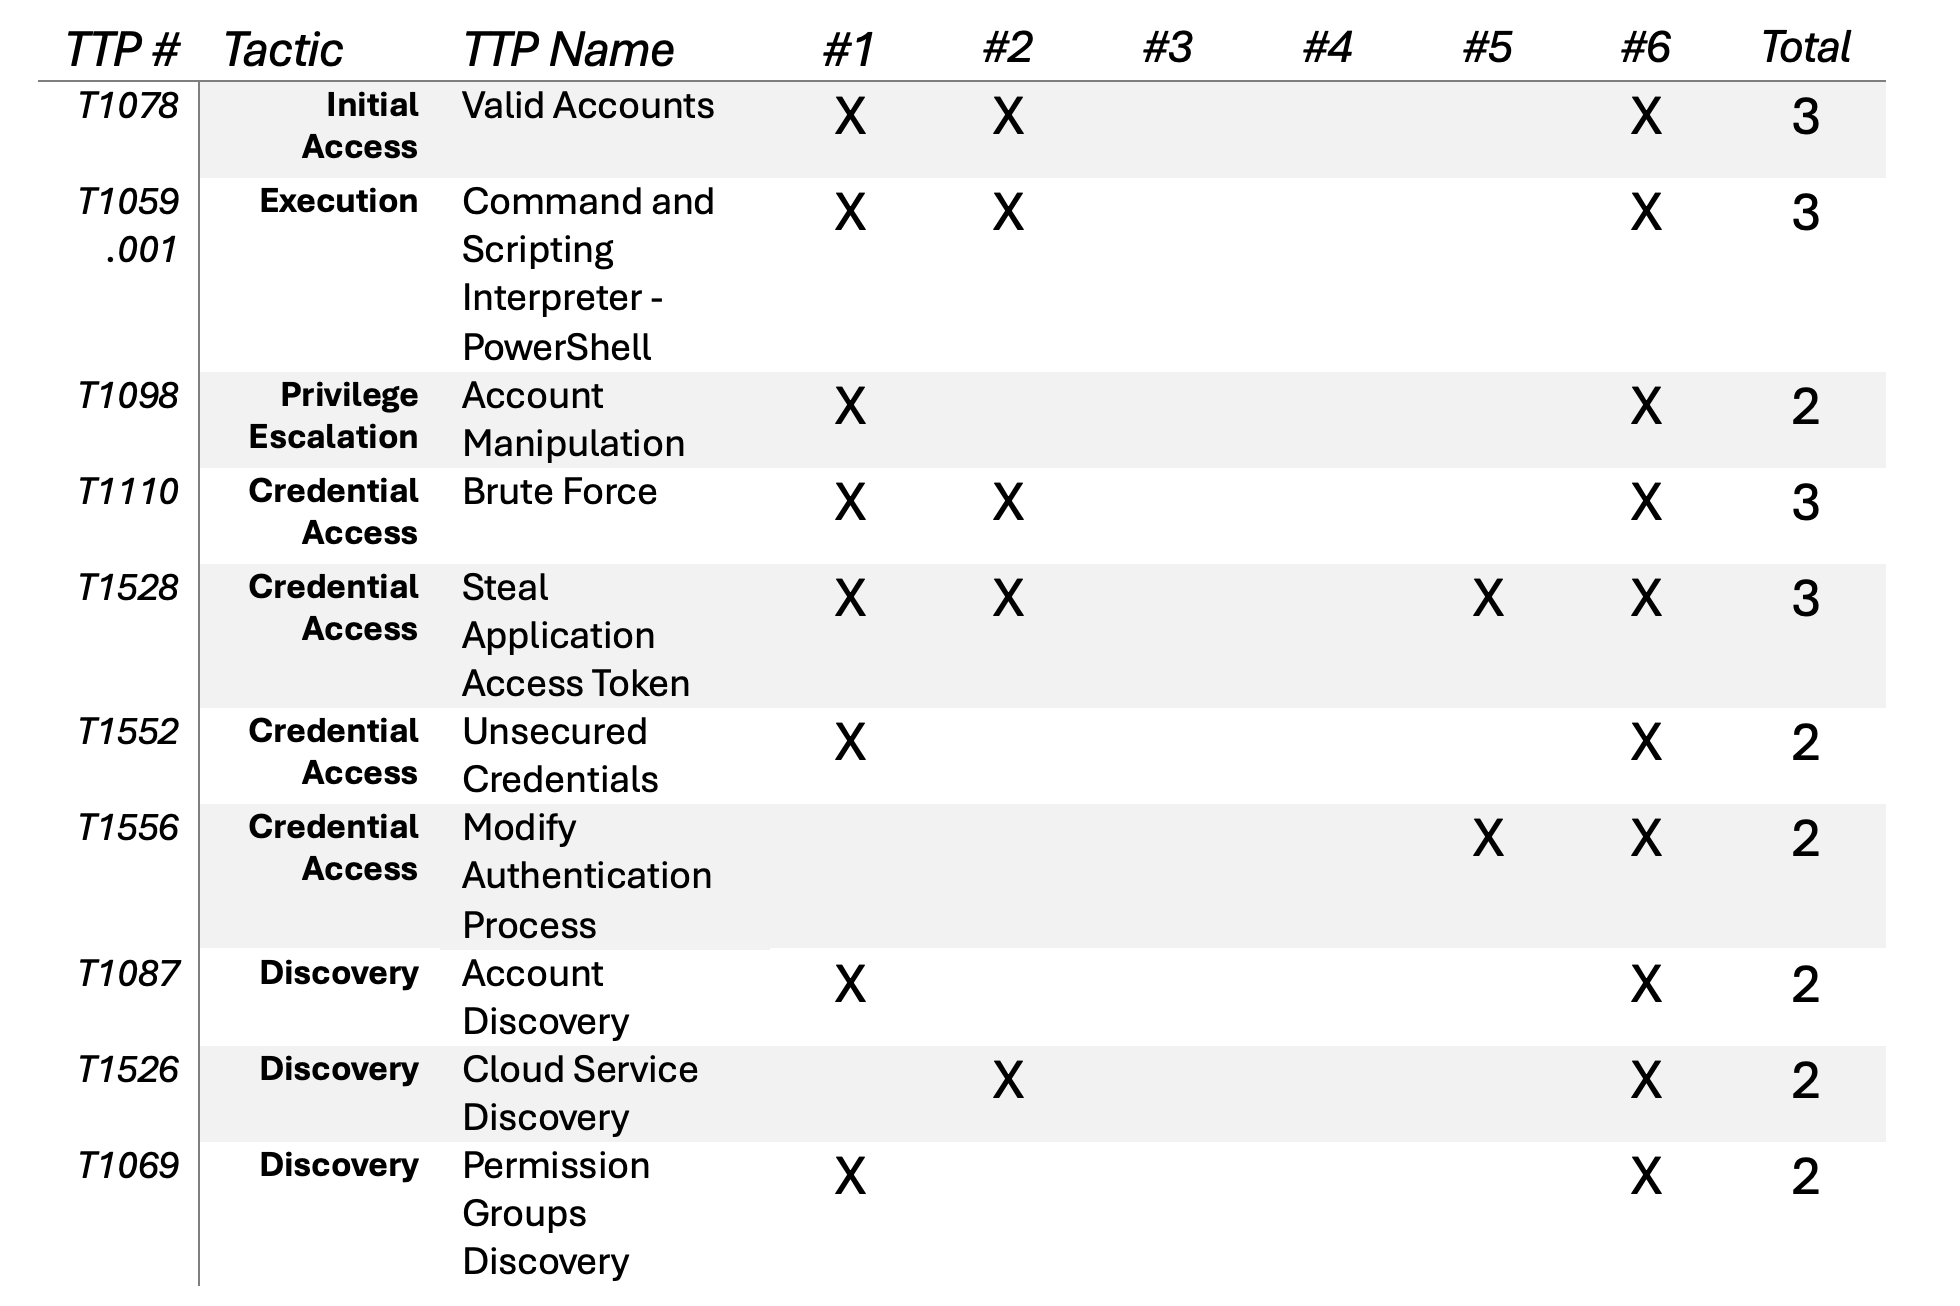 TTP # Tactic TTP Name #1 #2 #3 #4 #5 #6 Total
T1078 Initial Valid Accounts X X X 3
Access
T1059 Execution Command and X X X 3
.001 Scripting
Interpreter -
PowerShell
T1098 Privilege Account X X 2
Escalation Manipulation
T1110 Credential Brute Force X X X 3
Access
T1528 Credential Steal X X X X 3
Access Application
Access Token
T1552 Credential Unsecured X X 2
Access Credentials
T1556 Credential Modify X X 2
Access Authentication
Process
T1087 Discovery Account X X 2
Discovery
T1526 Discovery Cloud Service X X 2
Discovery
T1069 Discovery Permission X X 2
Groups
Discovery